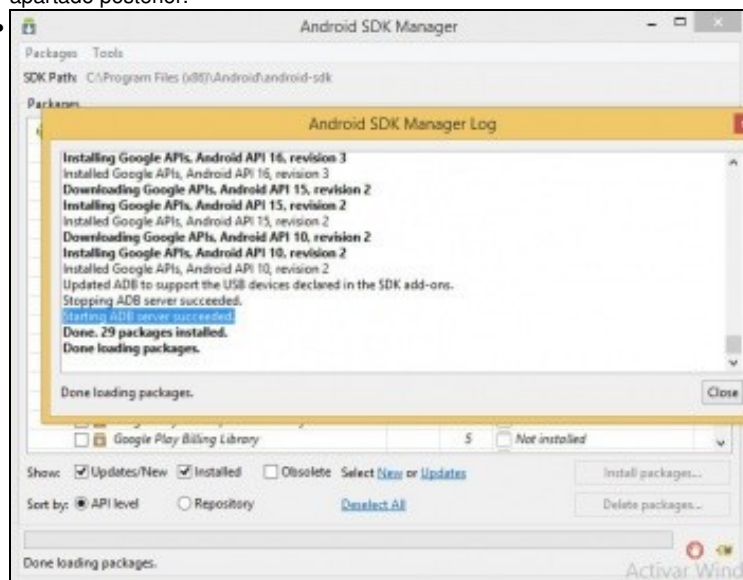 apartado posterior.
Android SDK Manager
Packages Tools
SDK Path: C:\Program Files (x86)\Android\android-sdk
Packages
Android SDK Manager Log
Installing Google APIs, Android API 16, revision 3
Installed Google APIs, Android API 16, revision 3
Downloading Google APIs, Android API 15, revision 2
Installing Google APIs, Android API 15, revision 2
Installed Google APIs, Android API 15, revision 2
Downloading Google APIs, Android API 10, revision 2
Installing Google APIs, Android API 10, revision 2
Installed Google APIs, Android API 10, revision 2
Updated ADB to support the USB devices declared in the SDK add-ons.
Stopping ADB server succeeded.
Starting ADB server succeeded.
Done. 29 packages installed.
Done loading packages.
Done loading packages.
Close
Google Play Billing Library 5 Not installed
Show: Updates/New Installed Obsolete Select New or Updates Install packages...
Sort by: API level Repository Deselect All Delete packages...
Done loading packages.
Activar Wind